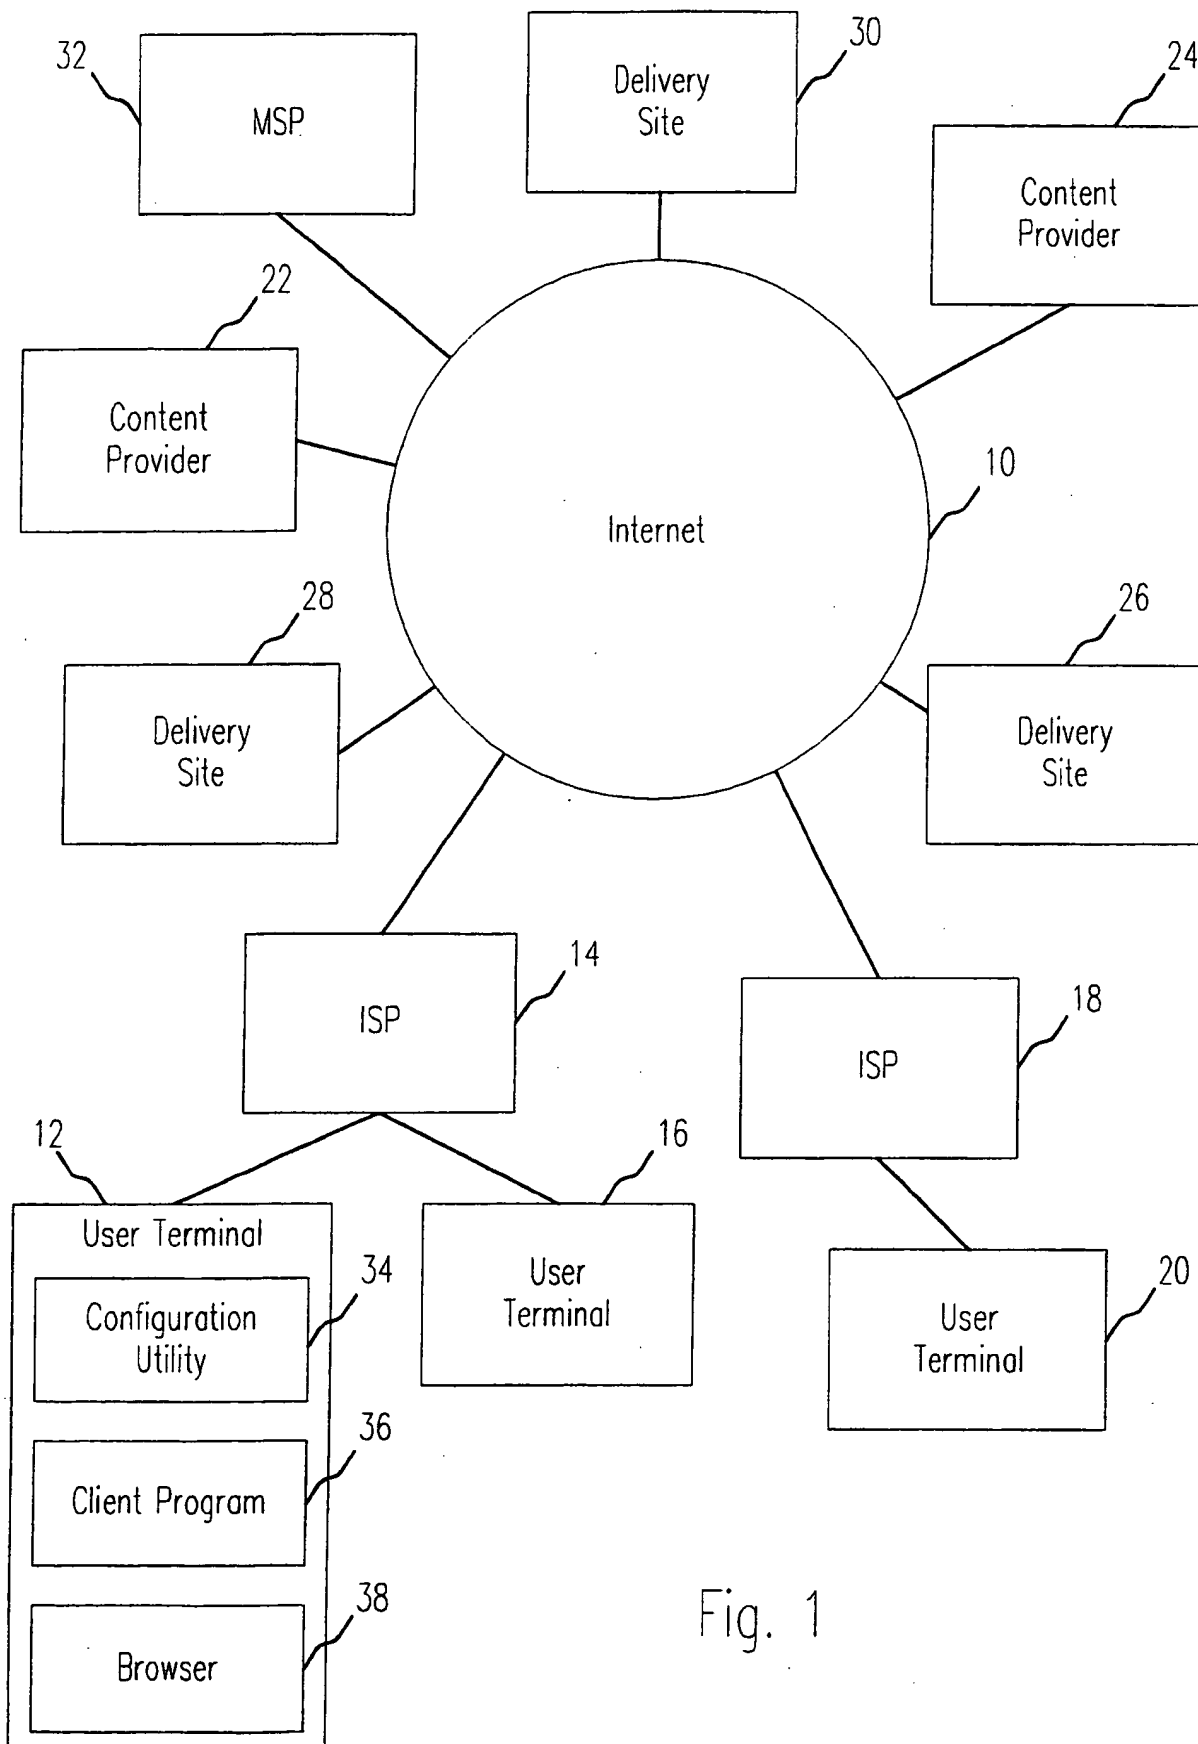 32
MSP
30
Delivery
Site
24
Content
Provider
22
Content
Provider
Internet
10
28
Delivery
Site
26
Delivery
Site
14
ISP
18
ISP
12
User Terminal
34
Configuration
Utility
36
Client Program
38
Browser
16
User
Terminal
20
User
Terminal
Fig. 1